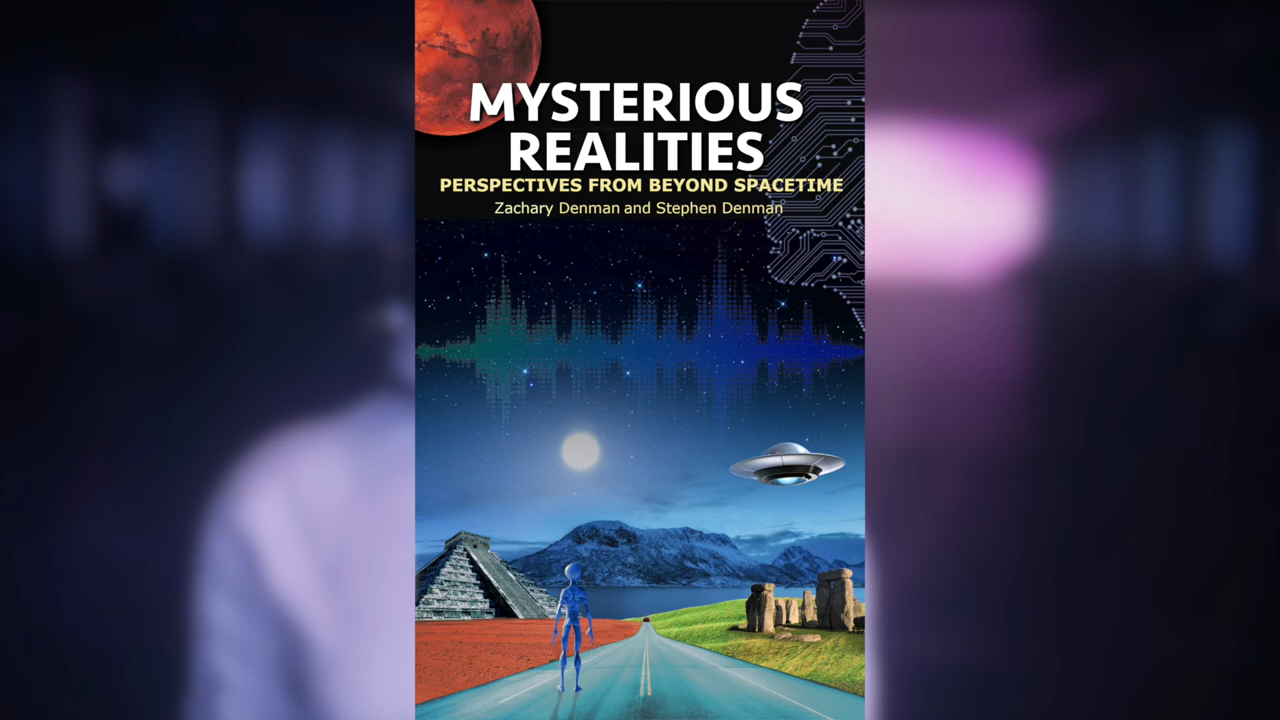 MYSTERIOUS
REALITIES
PERSPECTIVES FROM BEYOND SPACETIME
Zachary Denman and Stephen Denman